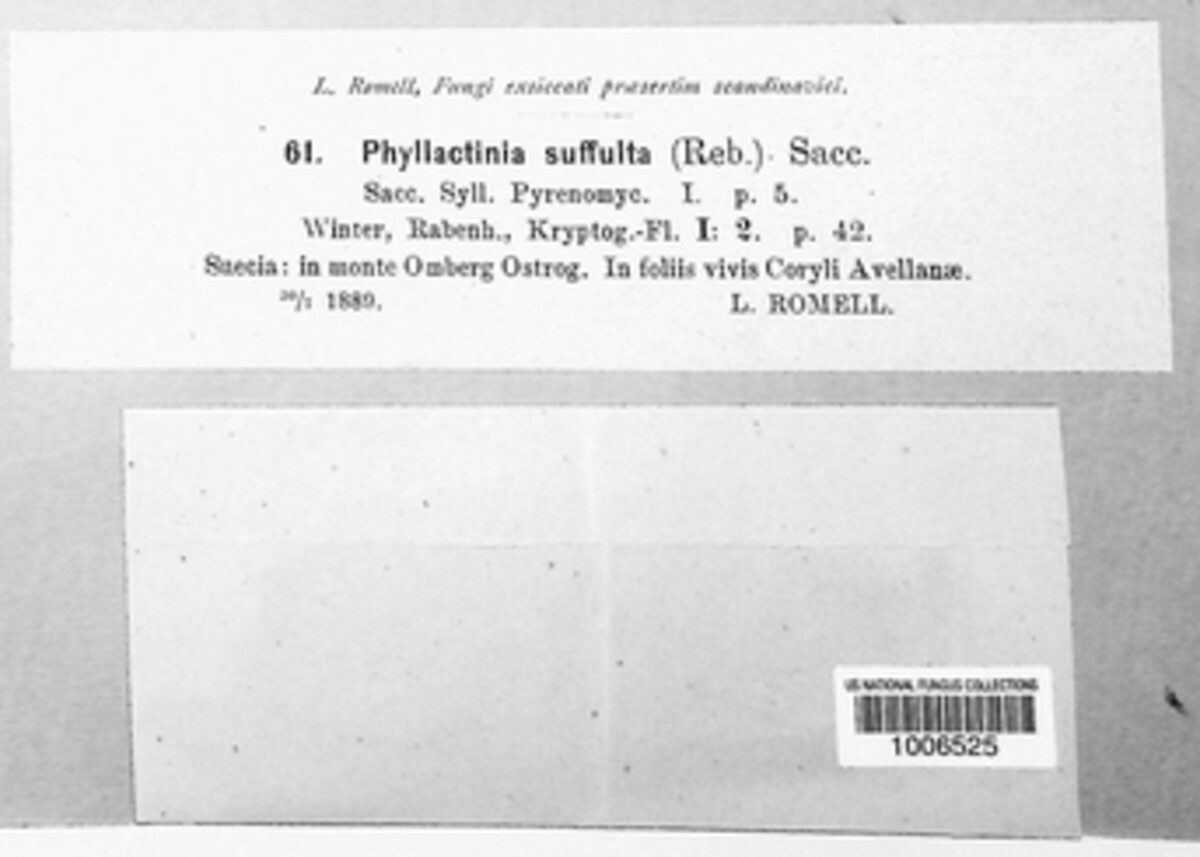 L. Romell, Fungi exsiccati præsertim scandinavici.
61. Phyllactinia suffulta (Reb.) Sacc.
Sacc. Syll. Pyrenomyc. I. p. 5.
Winter, Rabenh., Kryptog.-Fl. I: 2. p. 42.
Suecia: in monte Omberg Ostrog. In foliis vivis Coryli Avellanæ.
1889. L. ROMELL.
US NATIONAL FUNGUS COLLECTIONS
1006525